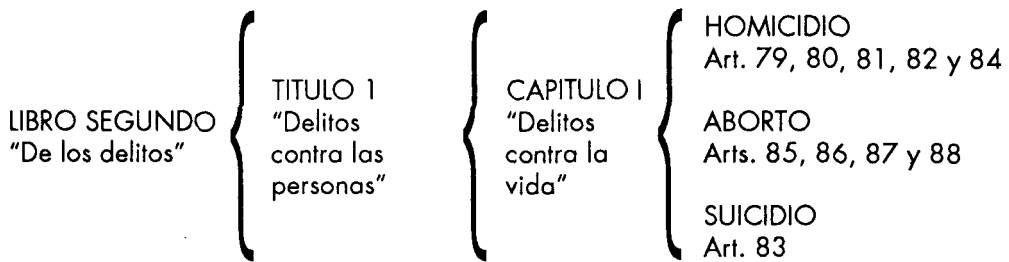 LIBRO SEGUNDO
"De los delitos"
TITULO 1
"Delitos
contra las
personas"
CAPITULO I
"Delitos
contra la
vida"
HOMICIDIO
Art. 79, 80, 81, 82 y 84
ABORTO
Arts. 85, 86, 87 y 88
SUICIDIO
Art. 83